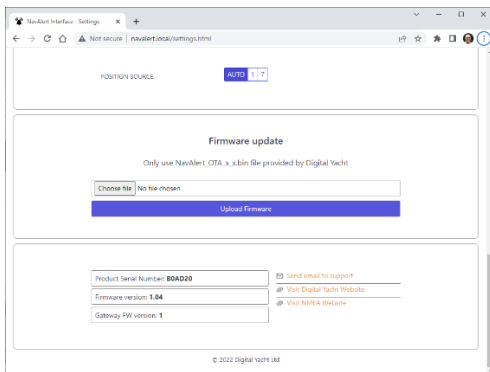 NavAlert Interface - Settings
Not secure | navalert.local/settings.html
POSITION SOURCE AUTO 1 7
Firmware update
Only use NavAlert_OTA_x_x.bin file provided by Digital Yacht
Choose file No file chosen
Upload Firmware
Product Serial Number: B0AD20
Firmware version: 1.04
Gateway FW version: 1
Send email to support
Visit Digital Yacht Website
Visit NMEA Website
© 2022 Digital Yacht Ltd